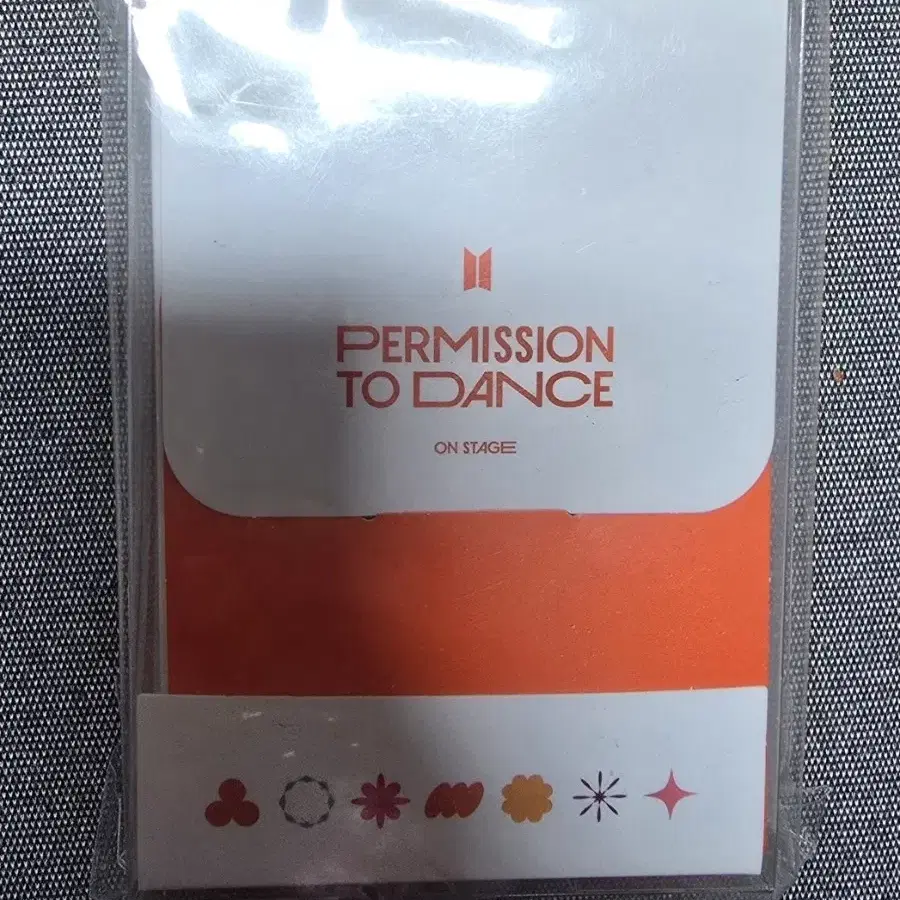 PERMISSION
TO DANCE
ON STAGE